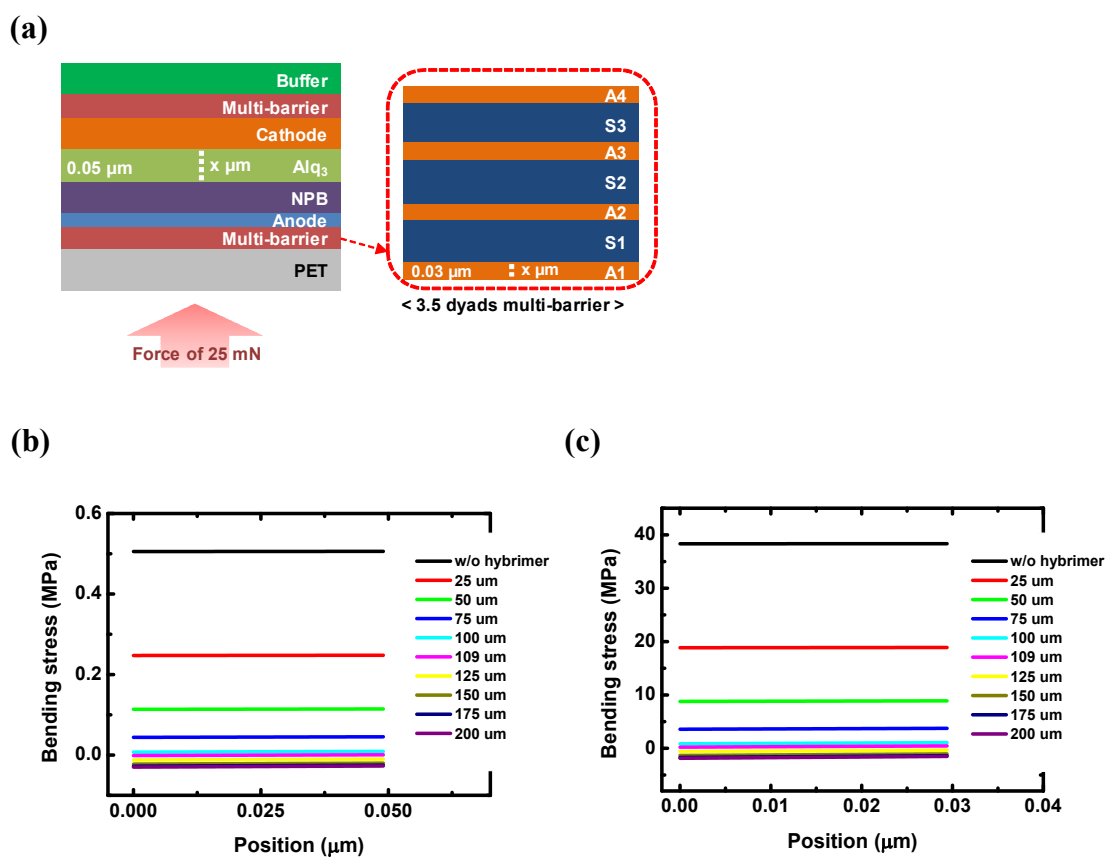 (a)
Buffer
Multi-barrier
Cathode
0.05 μm x μm Alq3
NPB
Anode
Multi-barrier
PET
Force of 25 mN
A4
S3
A3
S2
A2
S1
0.03 μm x μm A1
< 3.5 dyads multi-barrier >
(b)
Bending stress (MPa)
0.6
0.4
0.2
0.0
0.000 0.025 0.050
Position (μm)
w/o hybrimer
25 um
50 um
75 um
100 um
109 um
125 um
150 um
175 um
200 um
(c)
Bending stress (MPa)
40
30
20
10
0
0.00 0.01 0.02 0.03 0.04
Position (μm)
w/o hybrimer
25 um
50 um
75 um
100 um
109 um
125 um
150 um
175 um
200 um